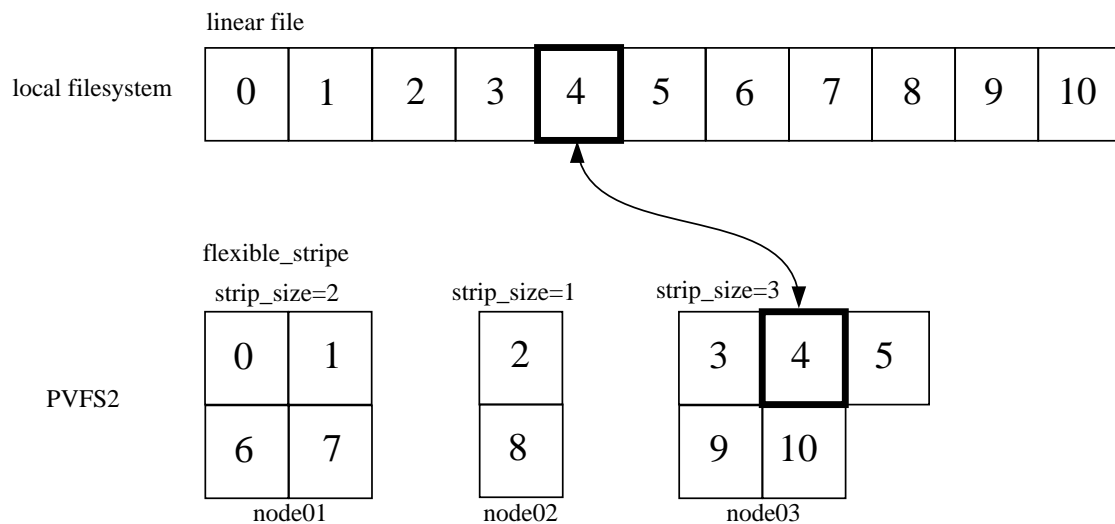 linear file
local filesystem 0 1 2 3 4 5 6 7 8 9 10
flexible_stripe
strip_size=2 strip_size=1 strip_size=3
0 1 2 3 4 5
PVFS2
6 7 8 9 10
node01 node02 node03